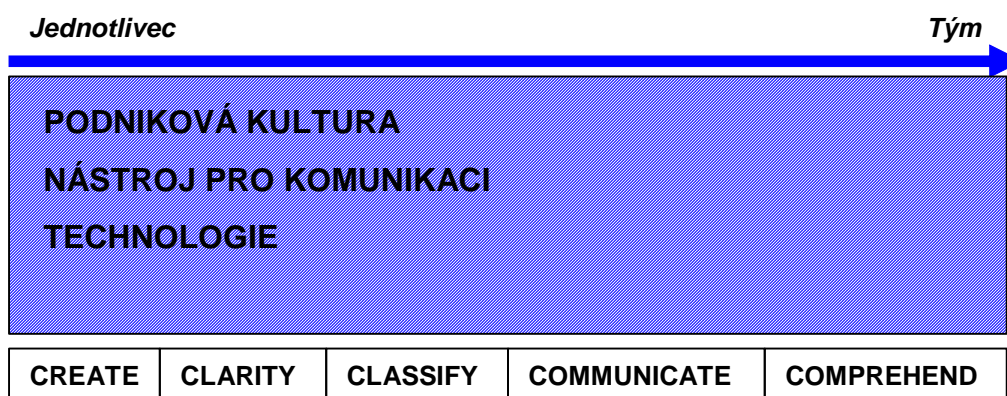 Jednotlivec Tým
PODNIKOVÁ KULTURA
NÁSTROJ PRO KOMUNIKACI
TECHNOLOGIE
CREATE CLARITY CLASSIFY COMMUNICATE COMPREHEND